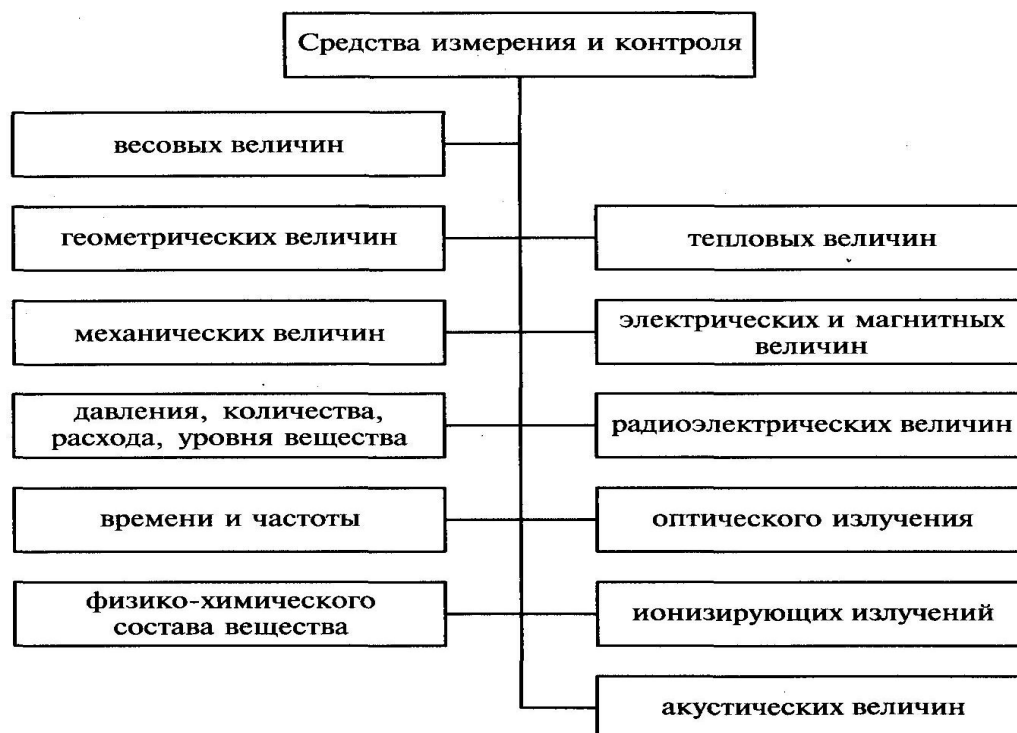 Средства измерения и контроля
весовых величин
геометрических величин
тепловых величин
механических величин
электрических и магнитных
величин
давления, количества,
расхода, уровня вещества
радиоэлектрических величин
времени и частоты
оптического излучения
физико-химического
состава вещества
ионизирующих излучений
акустических величин